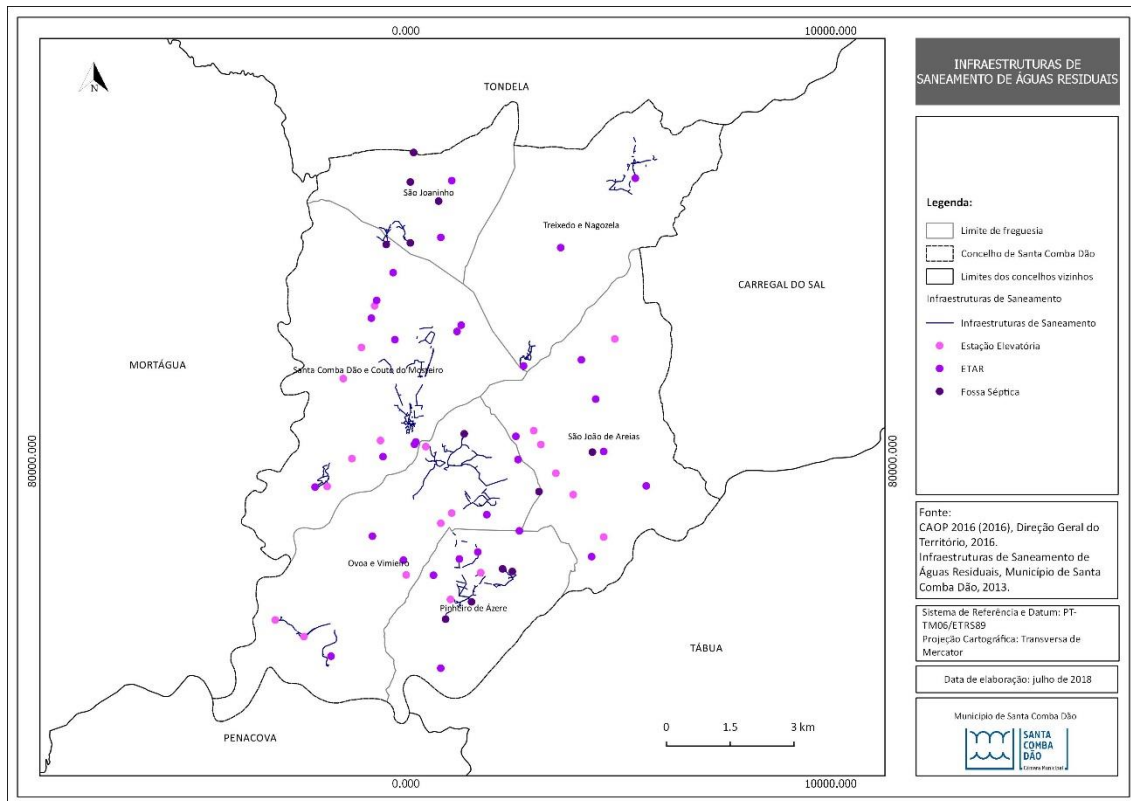 0.000
10000.000
N
TONDELA
São Joaninho
Treixedo e Nagozela
CARREGAL DO SAL
MORTÁGUA
Santa Comba Dão e Couto do Mosteiro
São João de Areias
80000.000
80000.000
Ovoa e Vimieiro
Pinheiro de Ázere
TÁBUA
PENACOVA
0 1.5 3 km
0.000
10000.000
INFRAESTRUTURAS DE
SANEAMENTO DE ÁGUAS RESIDUAIS
Legenda:
Limite de freguesia
Concelho de Santa Comba Dão
Limites dos concelhos vizinhos
Infraestruturas de Saneamento
Infraestruturas de Saneamento
Estação Elevatória
ETAR
Fossa Séptica
Fonte:
CAOP 2016 (2016), Direção Geral do
Território, 2016.
Infraestruturas de Saneamento de
Águas Residuais, Município de Santa
Comba Dão, 2013.
Sistema de Referência e Datum: PT-
TM06/ETRS89
Projeção Cartográfica: Transversa de
Mercator
Data de elaboração: julho de 2018
Município de Santa Comba Dão
SANTA
COMBA
DÃO
Câmara Municipal